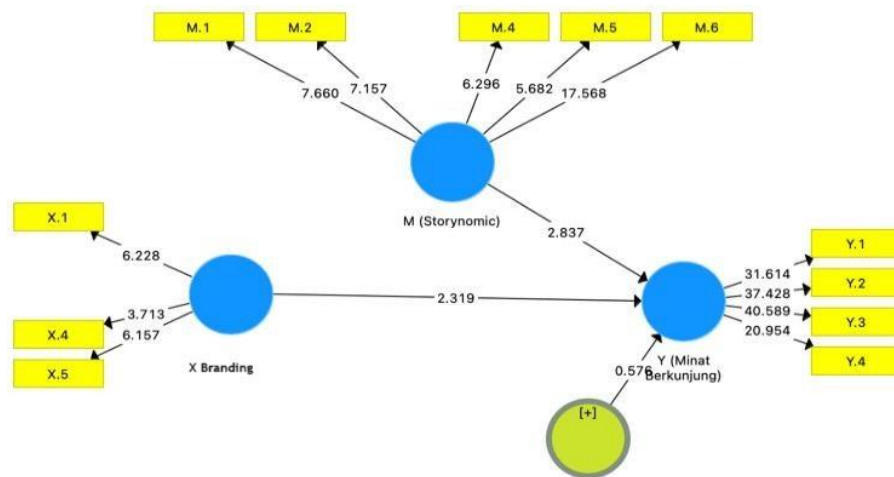 M.1
M.2
M.4
M.5
M.6
7.660
7.157
6.296
5.682
17.568
M (Storynomic)
X.1
6.228
X.4
3.713
X.5
6.157
X Branding
2.837
2.319
Y.1
31.614
Y.2
37.428
Y.3
40.589
Y.4
20.954
Y (Minat
Berkunjung)
0.576
[+]